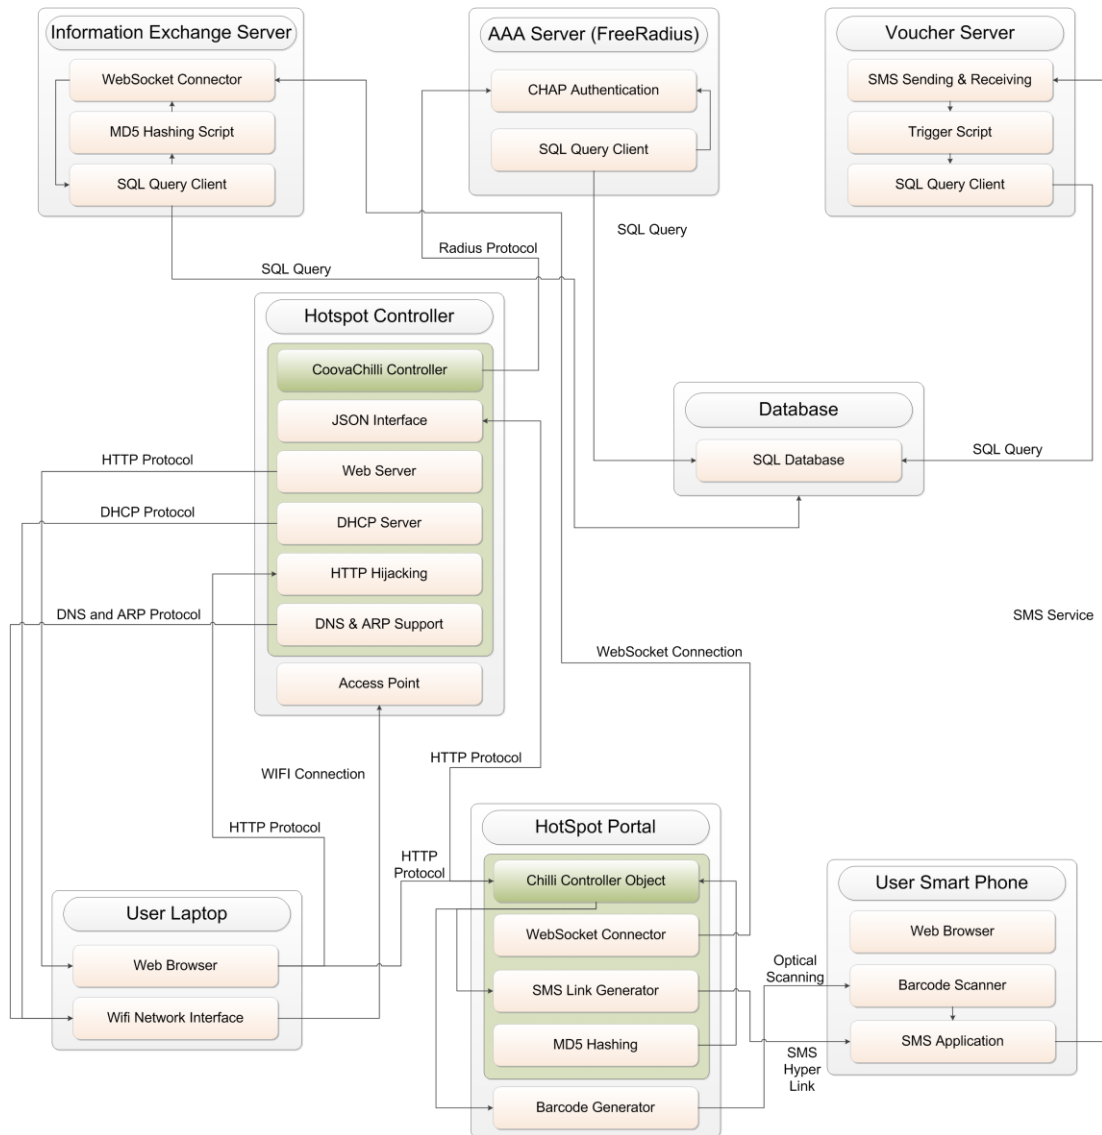 Information Exchange Server
WebSocket Connector
MD5 Hashing Script
SQL Query Client
AAA Server (FreeRadius)
CHAP Authentication
SQL Query Client
Voucher Server
SMS Sending & Receiving
Trigger Script
SQL Query Client
SQL Query
Radius Protocol
SQL Query
Hotspot Controller
CoovaChilli Controller
JSON Interface
Web Server
DHCP Server
HTTP Hijacking
DNS & ARP Support
Access Point
Database
SQL Database
SQL Query
HTTP Protocol
DHCP Protocol
DNS and ARP Protocol
SMS Service
WebSocket Connection
HTTP Protocol
WIFI Connection
HTTP Protocol
HTTP
Protocol
User Laptop
Web Browser
Wifi Network Interface
HotSpot Portal
Chilli Controller Object
WebSocket Connector
SMS Link Generator
MD5 Hashing
Barcode Generator
Optical
Scanning
SMS
Hyper
Link
User Smart Phone
Web Browser
Barcode Scanner
SMS Application